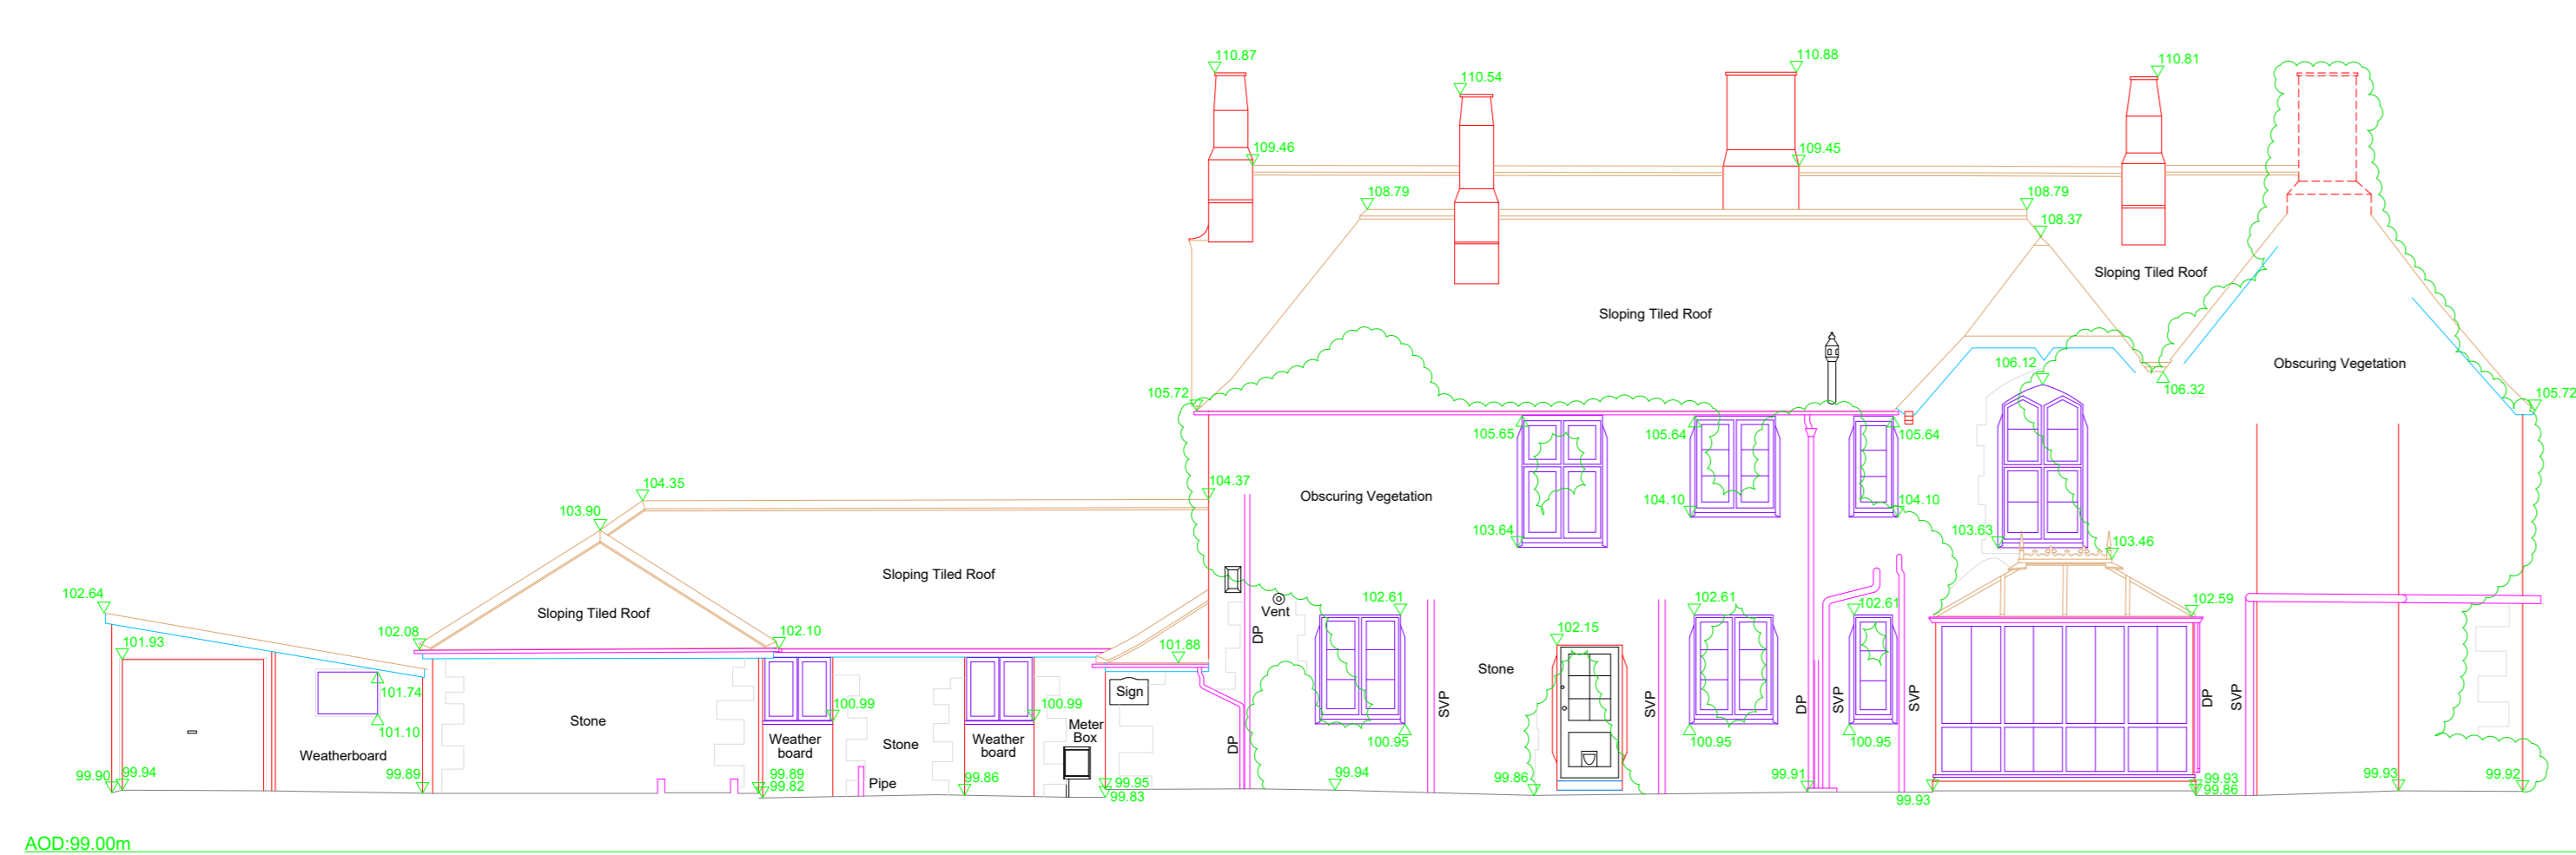 110.87
110.54
110.88
110.81
109.46
109.45
108.79
108.79
108.37
Sloping Tiled Roof
Sloping Tiled Roof
106.12
Obscuring Vegetation
106.32
105.72
105.72
105.65
105.64
105.64
104.35
104.37
Obscuring Vegetation
104.10
104.10
103.90
103.64
103.63
103.46
Sloping Tiled Roof
102.64
Sloping Tiled Roof
Vent
102.61
102.61
102.61
102.59
102.08
102.10
DP
102.15
101.93
101.88
Stone
101.74
Sign
SVP
SVP
DP
SVP
SVP
DP
SVP
101.10
Stone
100.99
100.99
Meter
Box
Weather
board
Stone
Weather
board
DP
100.95
100.95
100.95
Weatherboard
99.90
99.94
99.89
99.89
99.82
Pipe
99.86
99.95
99.83
99.94
99.86
99.91
99.93
99.93
99.86
99.93
99.92
AOD:99.00m